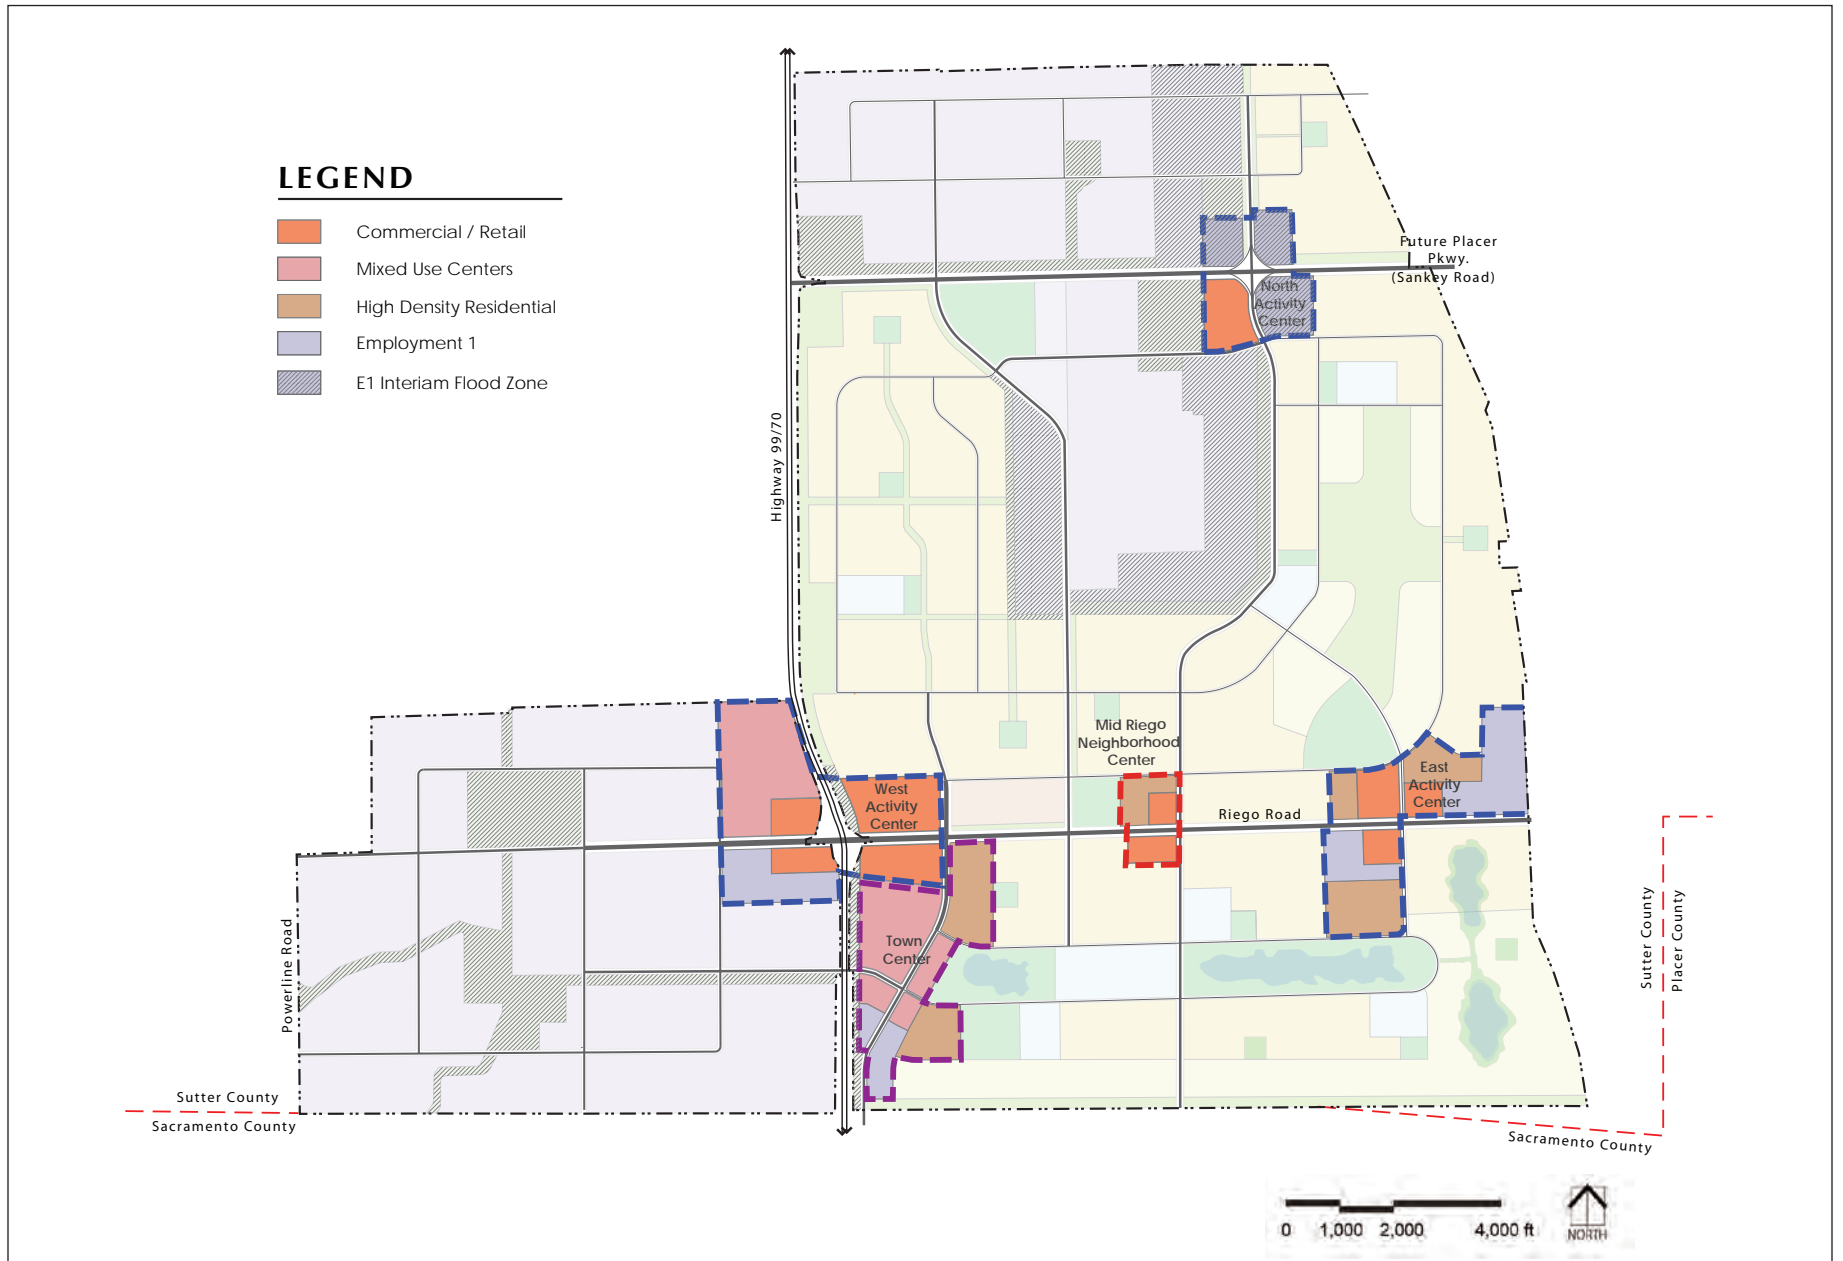 LEGEND
Commercial / Retail
Mixed Use Centers
High Density Residential
Employment 1
E1 Interiam Flood Zone
Future Placer
Pkwy.
(Sankey Road)
North
Activity
Center
Highway 99/70
Mid Riego
Neighborhood
Center
West
Activity
Center
East
Activity
Center
Riego Road
Town
Center
Powerline Road
Sutter County
Placer County
Sutter County
Sacramento County
Sacramento County
0 1,000 2,000 4,000 ft
NORTH